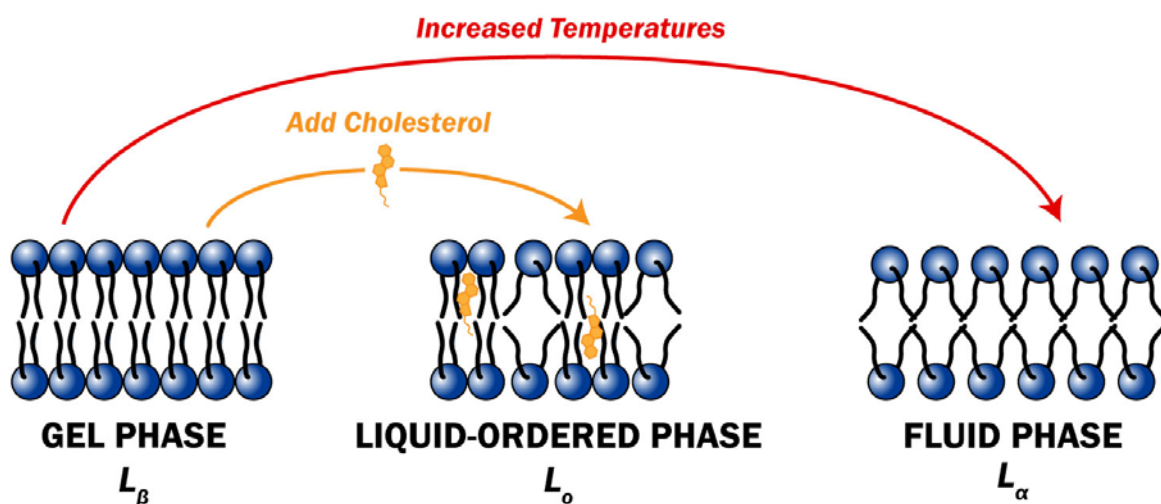 Increased Temperatures
Add Cholesterol
GEL PHASE
LIQUID-ORDERED PHASE
FLUID PHASE
Lβ
Lo
Lα